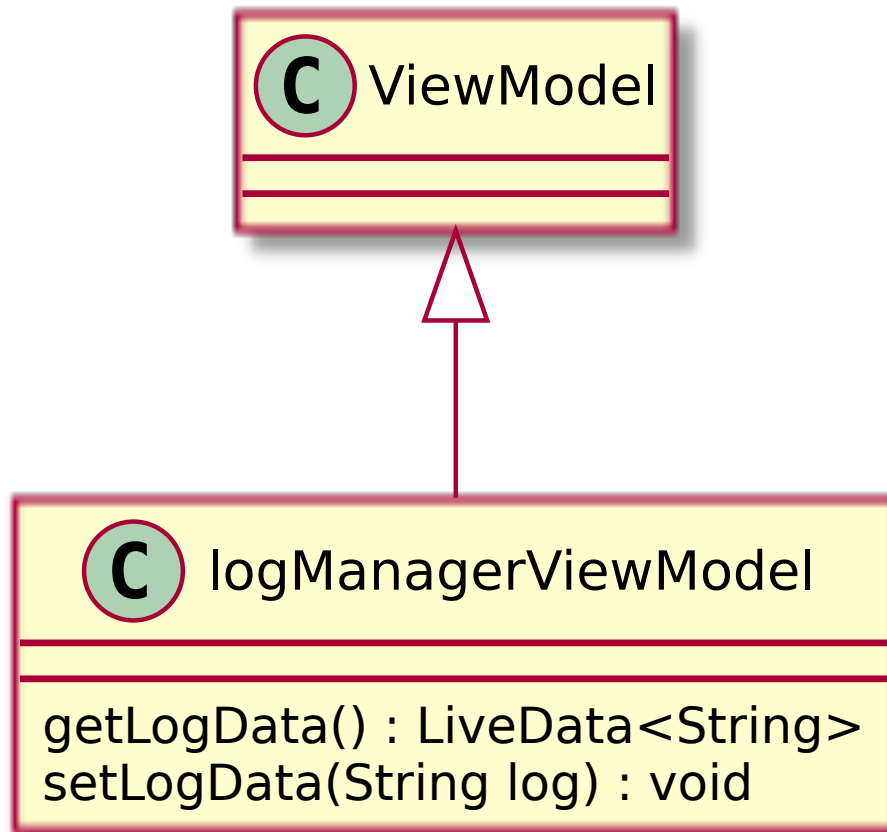 C ViewModel
C logManagerViewModel
getLogData() : LiveData<String>
setLogData(String log) : void